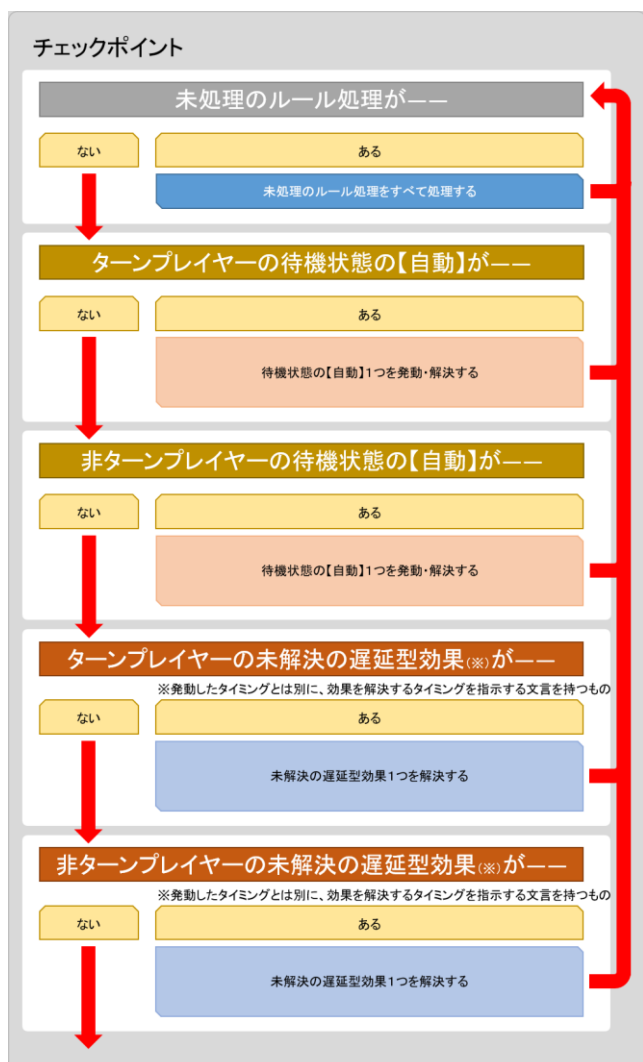 チェックポイント
未処理のルール処理が――
ない
ある
未処理のルール処理をすべて処理する
ターンプレイヤーの待機状態の【自動】が――
ない
ある
待機状態の【自動】1つを発動・解決する
非ターンプレイヤーの待機状態の【自動】が――
ない
ある
待機状態の【自動】1つを発動・解決する
ターンプレイヤーの未解決の遅延型効果(※)が――
※発動したタイミングとは別に、効果を解決するタイミングを指示する文言を持つもの
ない
ある
未解決の遅延型効果1つを解決する
非ターンプレイヤーの未解決の遅延型効果(※)が――
※発動したタイミングとは別に、効果を解決するタイミングを指示する文言を持つもの
ない
ある
未解決の遅延型効果1つを解決する